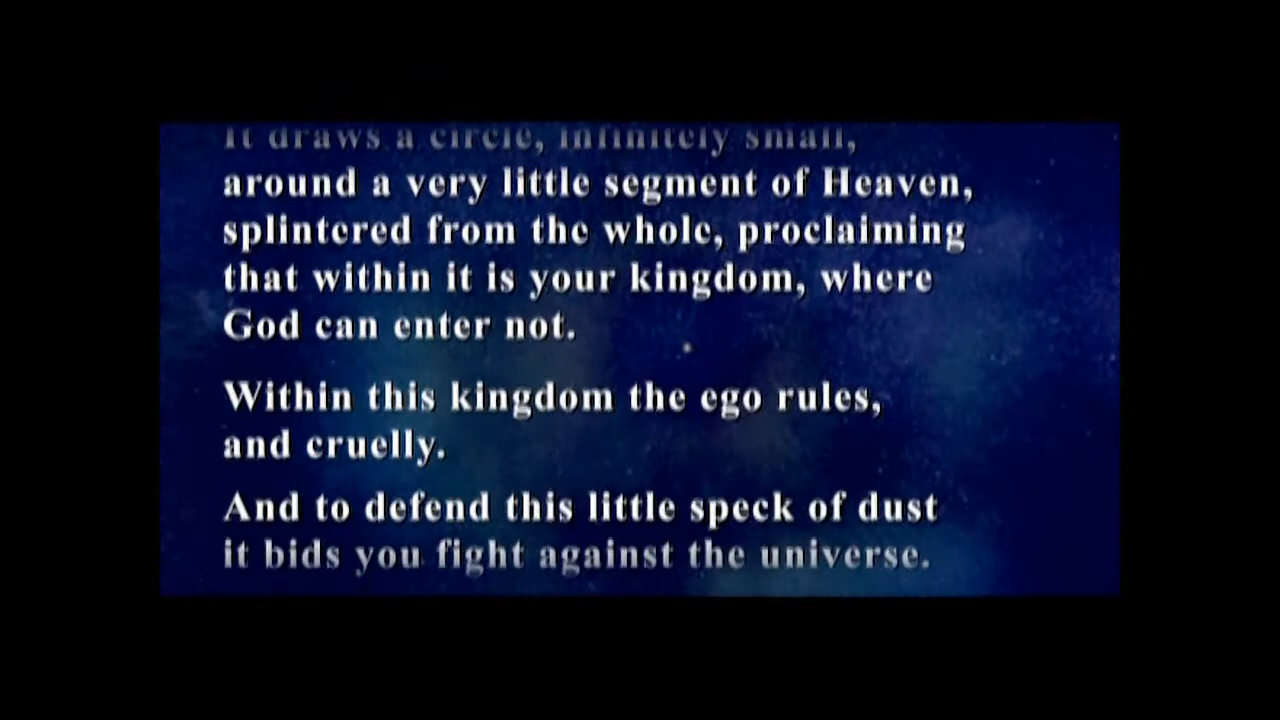 It draws a circle, infinitely small,
around a very little segment of Heaven,
splintered from the whole, proclaiming
that within it is your kingdom, where
God can enter not.
Within this kingdom the ego rules,
and cruelly.
And to defend this little speck of dust
it bids you fight against the universe.